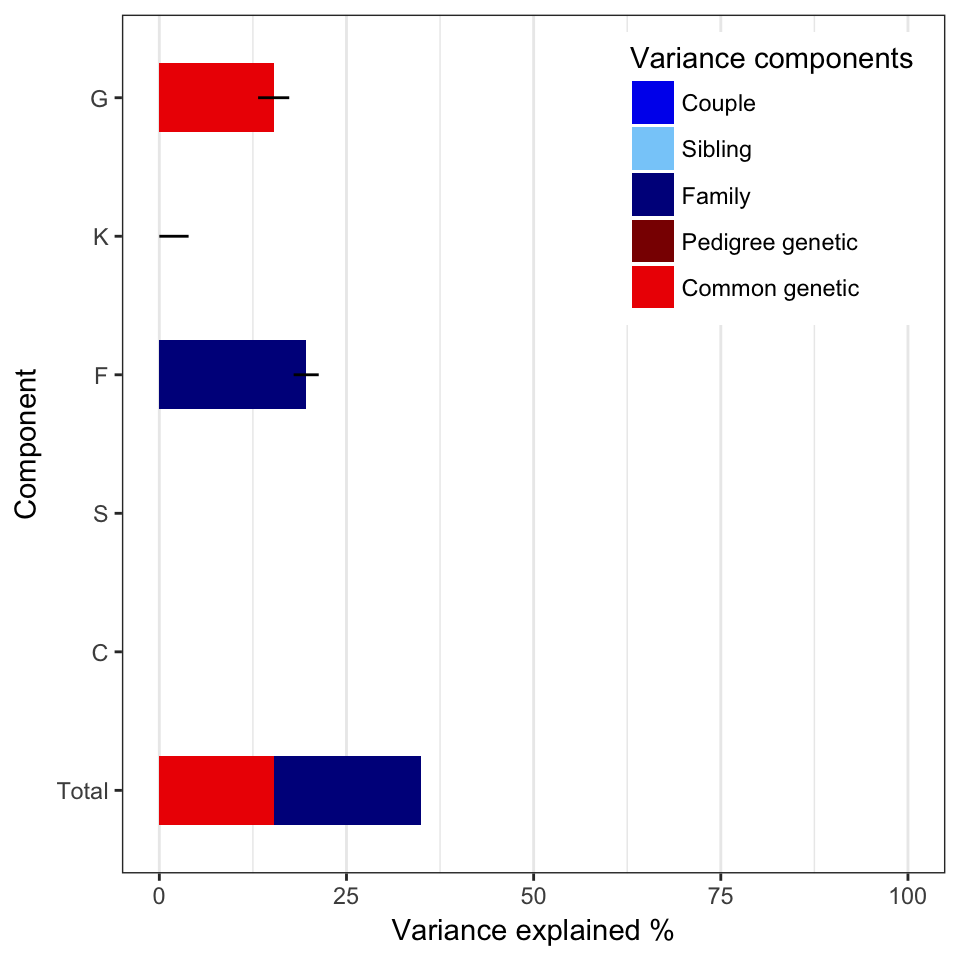 Variance components
Couple
Sibling
Family
Pedigree genetic
Common genetic
G
K
F
S
C
Total
Component
0 25 50 75 100
Variance explained %